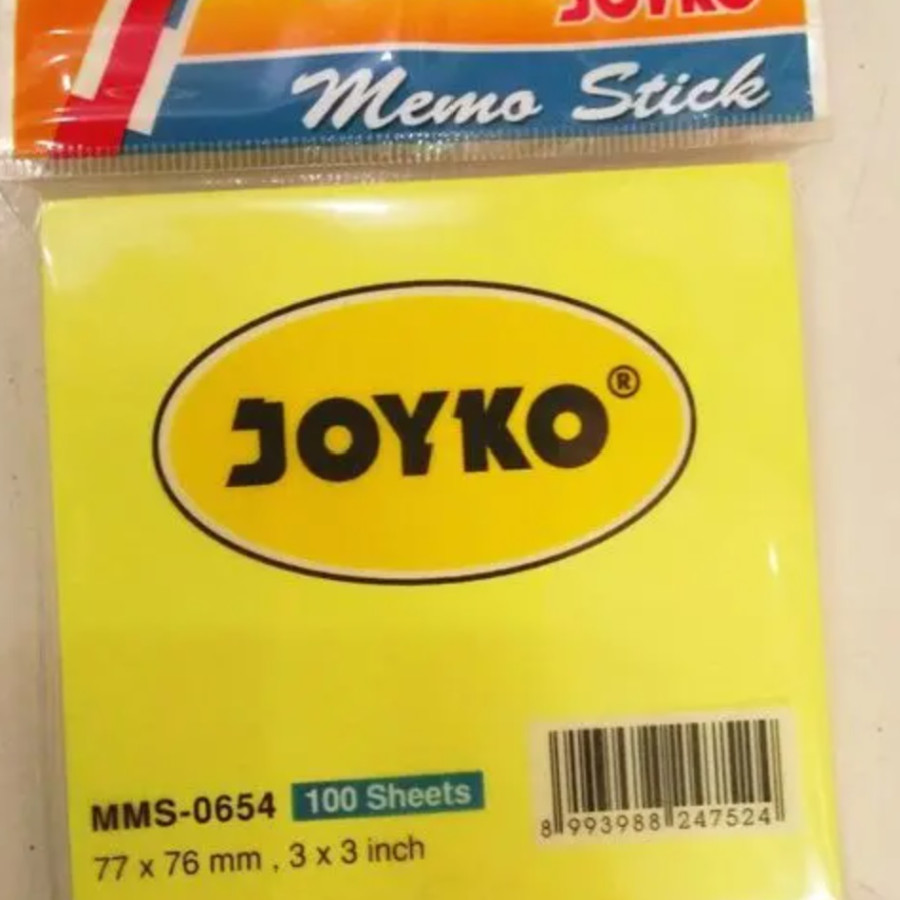 JOYKO
Memo Stick
JOYKO®
MMS-0654 100 Sheets
77 x 76 mm , 3 x 3 inch
8 993988 247524